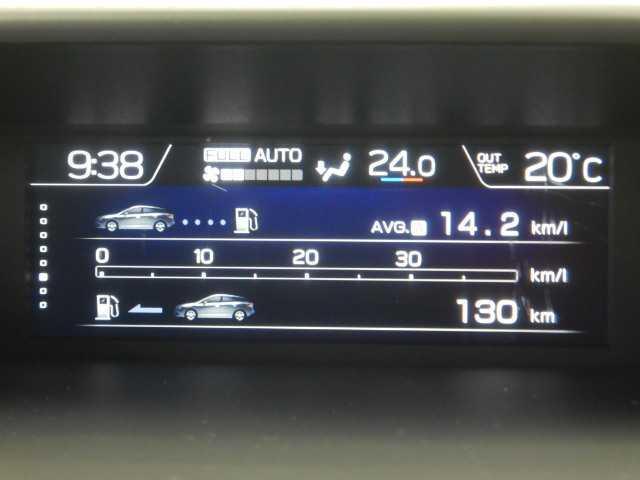 9:38 FULL AUTO 24.0 OUT TEMP 20°C
AVG. 14.2 km/l
0 10 20 30
km/l
130 km